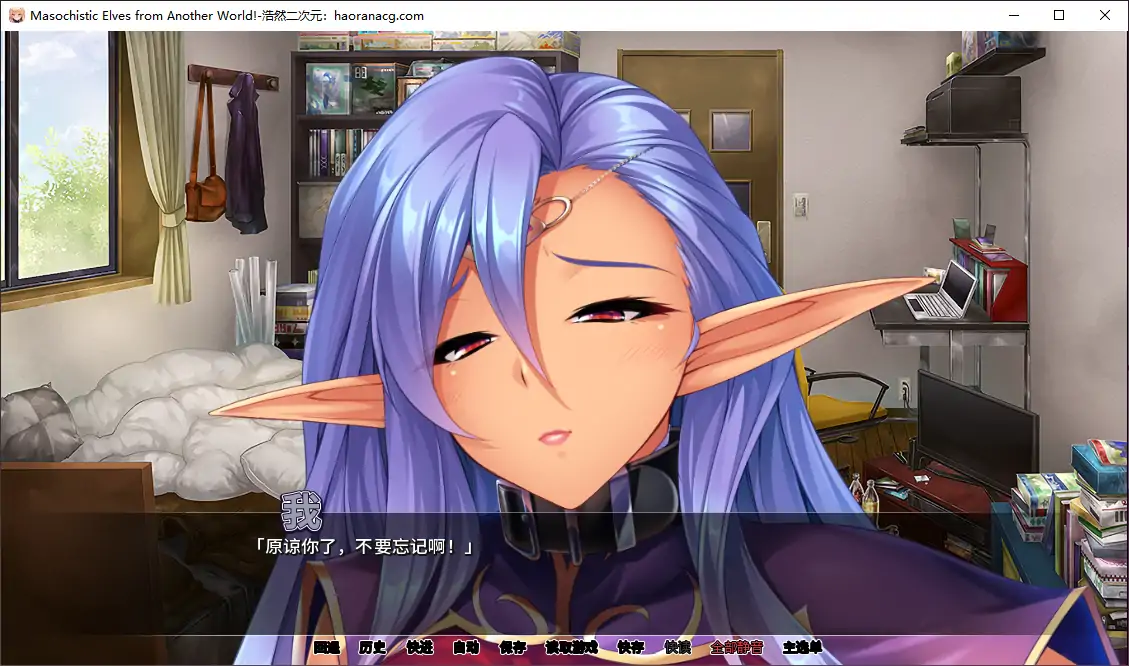 Masochistic Elves from Another World!-浩然二次元：haoranacg.com
我
「原谅你了，不要忘记啊！」
回退 历史 快进 自动 保存 读取游戏 快存 快读 全部静音 主选单